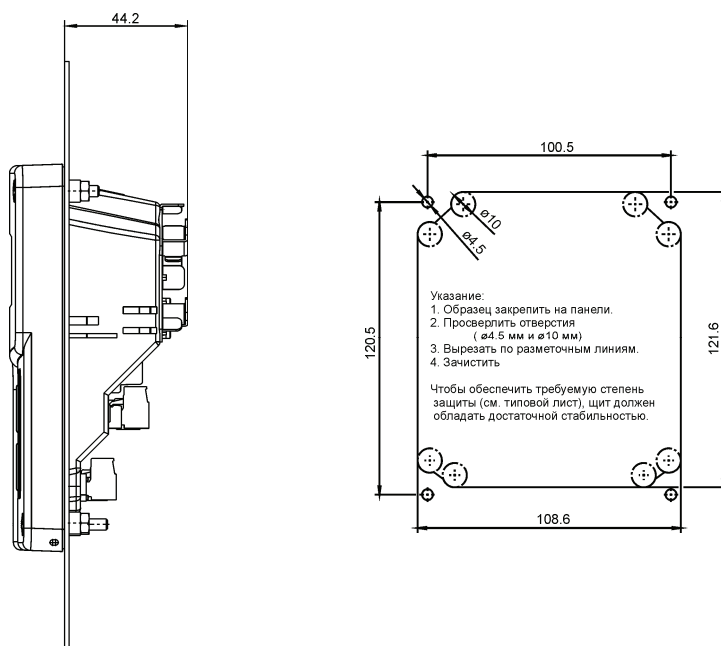 44.2
100.5
ø10
ø4.5
120.5
121.6
Указание:
1. Образец закрепить на панели.
2. Просверлить отверстия
( ø4.5 мм и ø10 мм)
3. Вырезать по разметочным линиям.
4. Зачистить
Чтобы обеспечить требуемую степень
защиты (см. типовой лист), щит должен
обладать достаточной стабильностью.
108.6